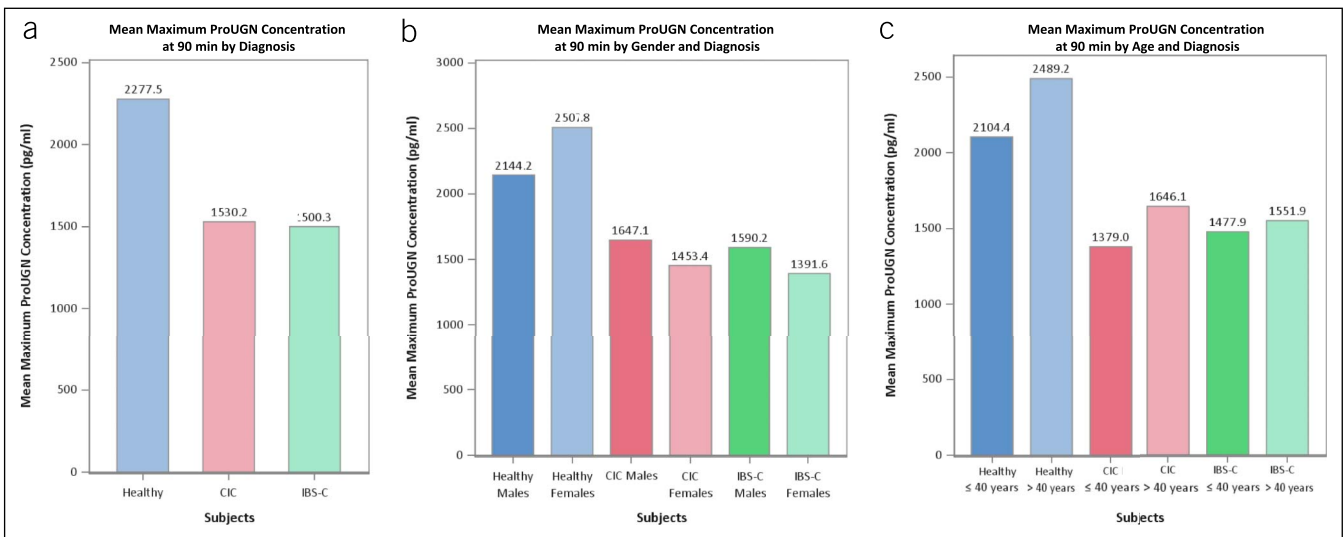 a
Mean Maximum ProUGN Concentration
at 90 min by Diagnosis
Mean Maximum ProUGN Concentration (pg/ml)
2500
2000
1500
1000
500
0
2277.5
1530.2
:500.3
Healthy
CIC
IBS-C
Subjects
b
Mean Maximum ProUGN Concentration
at 90 min by Gender and Diagnosis
Mean Maximum ProUGN Concentration (pg/ml)
3000
2500
2000
1500
1000
500
0
2144.2
2507.8
1647.1
1453.4
1590.2
1391.6
Healthy
Males
Healthy
Females
CIC Males
CIC
Females
IBS-C
Males
IBS-C
Females
Subjects
c
Mean Maximum ProUGN Concentration
at 90 min by Age and Diagnosis
Mean Maximum ProUGN Concentration (pg/ml)
2500
2000
1500
1000
500
0
2104.4
2489.2
1379.0
1646.1
1477.9
1551.9
Healthy
≤ 40 years
Healthy
> 40 years
CIC
≤ 40 years
CIC
> 40 years
IBS-C
≤ 40 years
IBS-C
> 40 years
Subjects